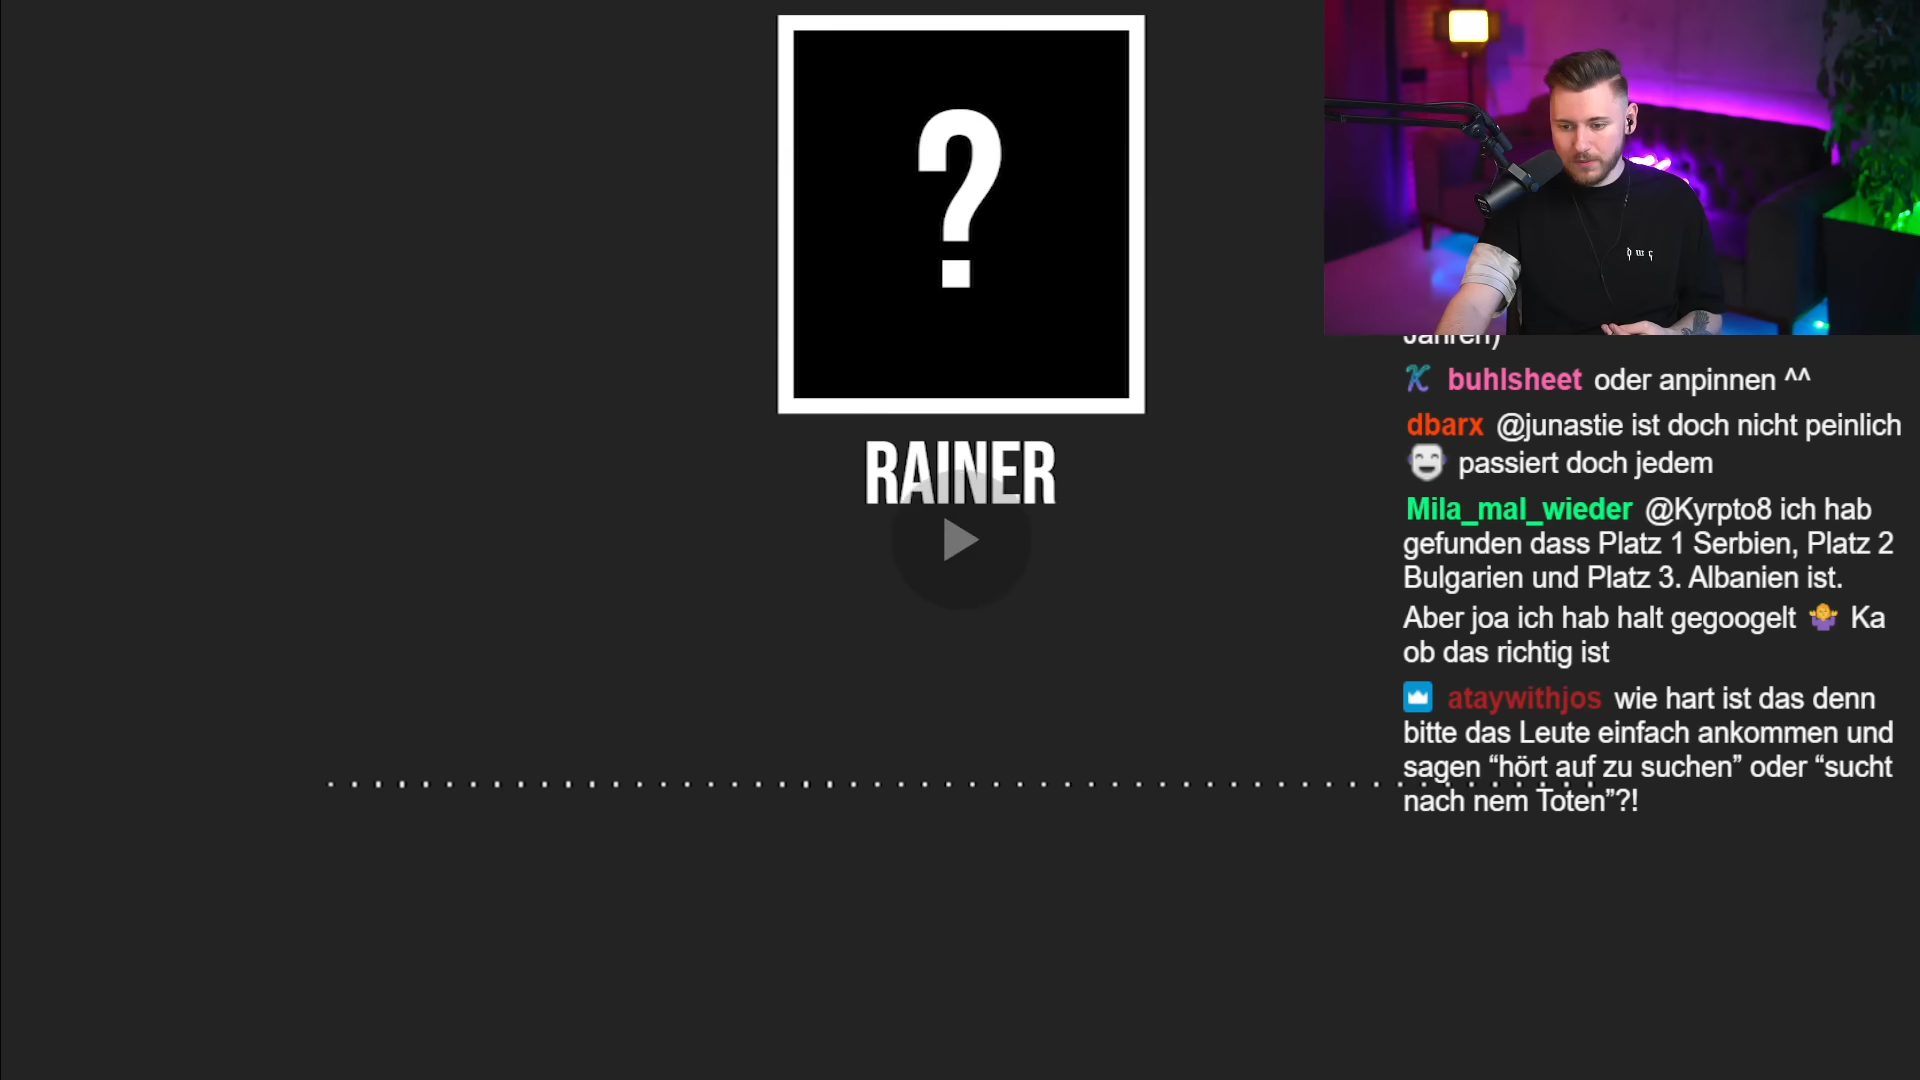 ?
RAINER
Jahren)
buhlsheet oder anpinnen ^^
dbarx @junastie ist doch nicht peinlich
passiert doch jedem
Mila_mal_wieder @Kyrpto8 ich hab
gefunden dass Platz 1 Serbien, Platz 2
Bulgarien und Platz 3. Albanien ist.
Aber joa ich hab halt gegoogelt 🤷 Ka
ob das richtig ist
ataywithjos wie hart ist das denn
bitte das Leute einfach ankommen und
sagen “hört auf zu suchen” oder “sucht
nach nem Toten”?!